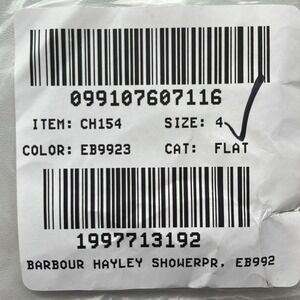 099107607116
ITEM: CH154 SIZE: 4
COLOR: EB9923 CAT: FLAT
1997713192
BARBOUR HAYLEY SHOWERPR. EB992